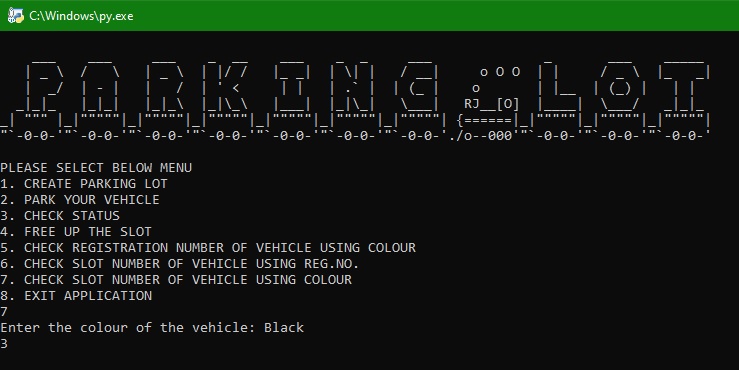 C:\Windows\py.exe
PARKING LOT
PLEASE SELECT BELOW MENU
1. CREATE PARKING LOT
2. PARK YOUR VEHICLE
3. CHECK STATUS
4. FREE UP THE SLOT
5. CHECK REGISTRATION NUMBER OF VEHICLE USING COLOUR
6. CHECK SLOT NUMBER OF VEHICLE USING REG.NO.
7. CHECK SLOT NUMBER OF VEHICLE USING COLOUR
8. EXIT APPLICATION
7
Enter the colour of the vehicle: Black
3